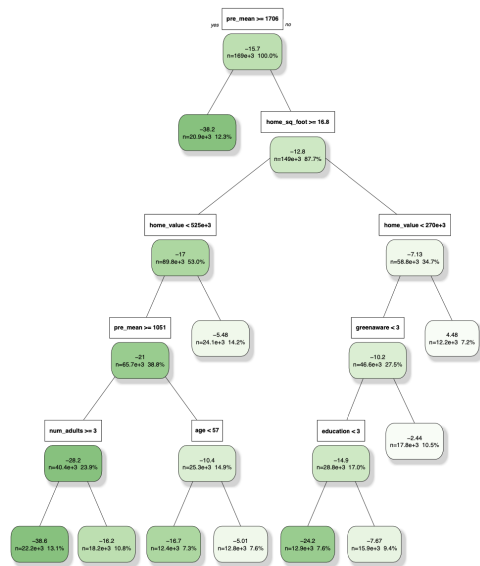 pre_mean >= 1706
yes
no
−15.7
n=169e+3 100.0%
−38.2
n=20.9e+3 12.3%
home_sq_foot >= 16.8
−12.8
n=149e+3 87.7%
home_value < 525e+3
home_value < 270e+3
−17
n=89.8e+3 53.0%
−7.13
n=58.8e+3 34.7%
pre_mean >= 1051
−5.48
n=24.1e+3 14.2%
greenaware < 3
4.48
n=12.2e+3 7.2%
−21
n=65.7e+3 38.8%
−10.2
n=46.6e+3 27.5%
num_adults >= 3
age < 57
education < 3
−2.44
n=17.8e+3 10.5%
−28.2
n=40.4e+3 23.9%
−10.4
n=25.3e+3 14.9%
−14.9
n=28.8e+3 17.0%
−38.6
n=22.2e+3 13.1%
−16.2
n=18.2e+3 10.8%
−16.7
n=12.4e+3 7.3%
−5.01
n=12.8e+3 7.6%
−24.2
n=12.9e+3 7.6%
−7.67
n=15.9e+3 9.4%